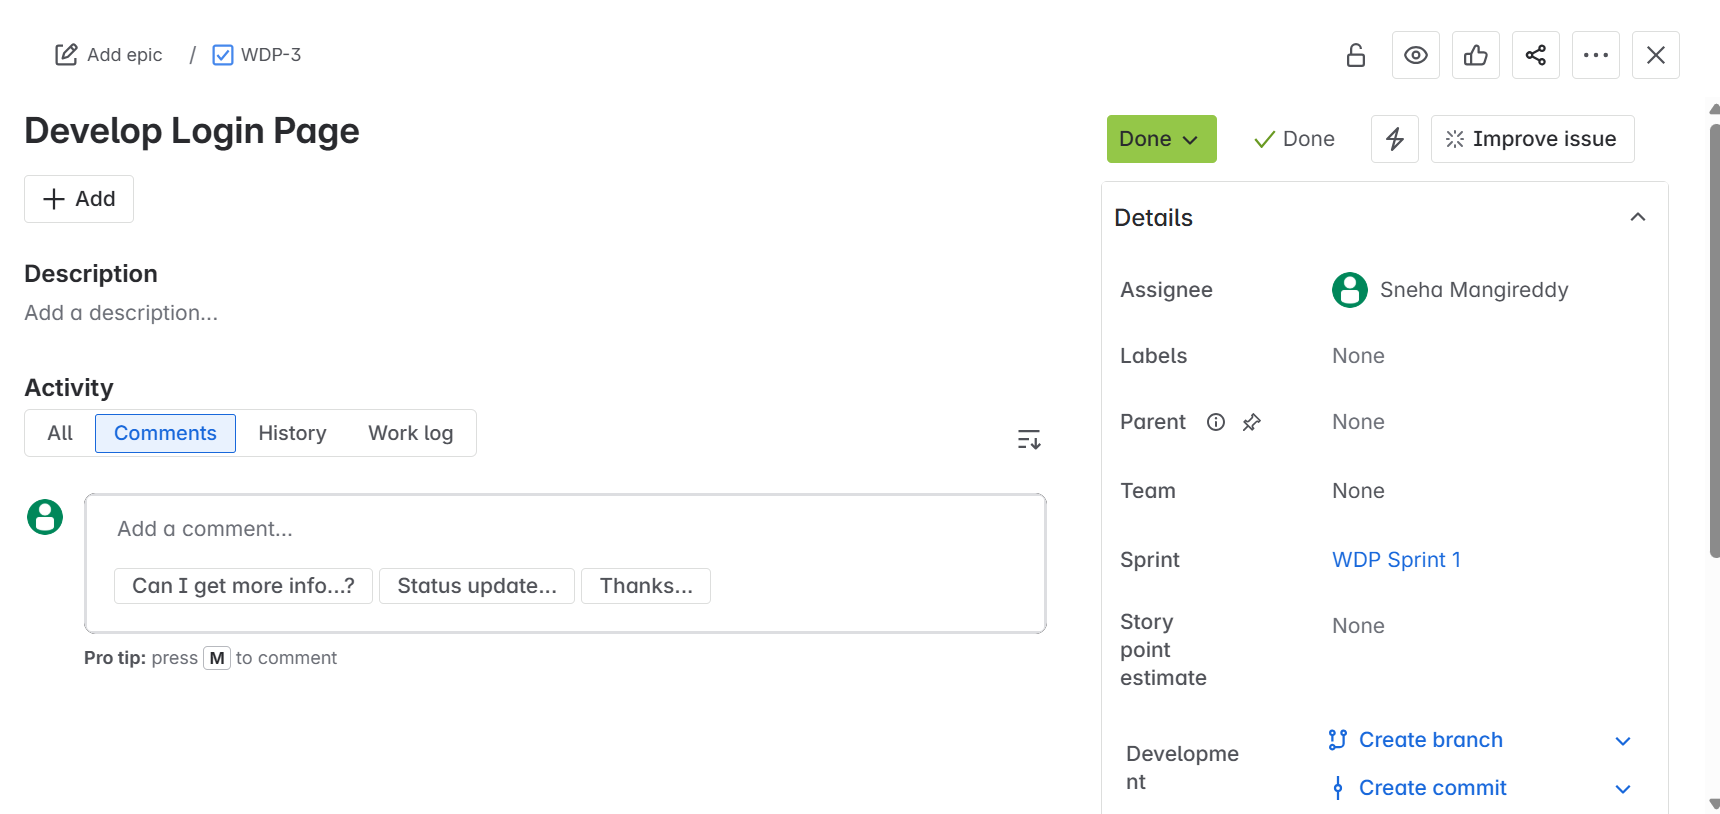 Add epic / WDP-3
Develop Login Page
Add
Description
Add a description...
Activity
All Comments History Work log
Add a comment...
Can I get more info...? Status update... Thanks...
Pro tip: press M to comment
Done Done Improve issue
Details
Assignee Sneha Mangireddy
Labels None
Parent None
Team None
Sprint WDP Sprint 1
Story None
point
estimate
Developme
nt
Create branch
Create commit